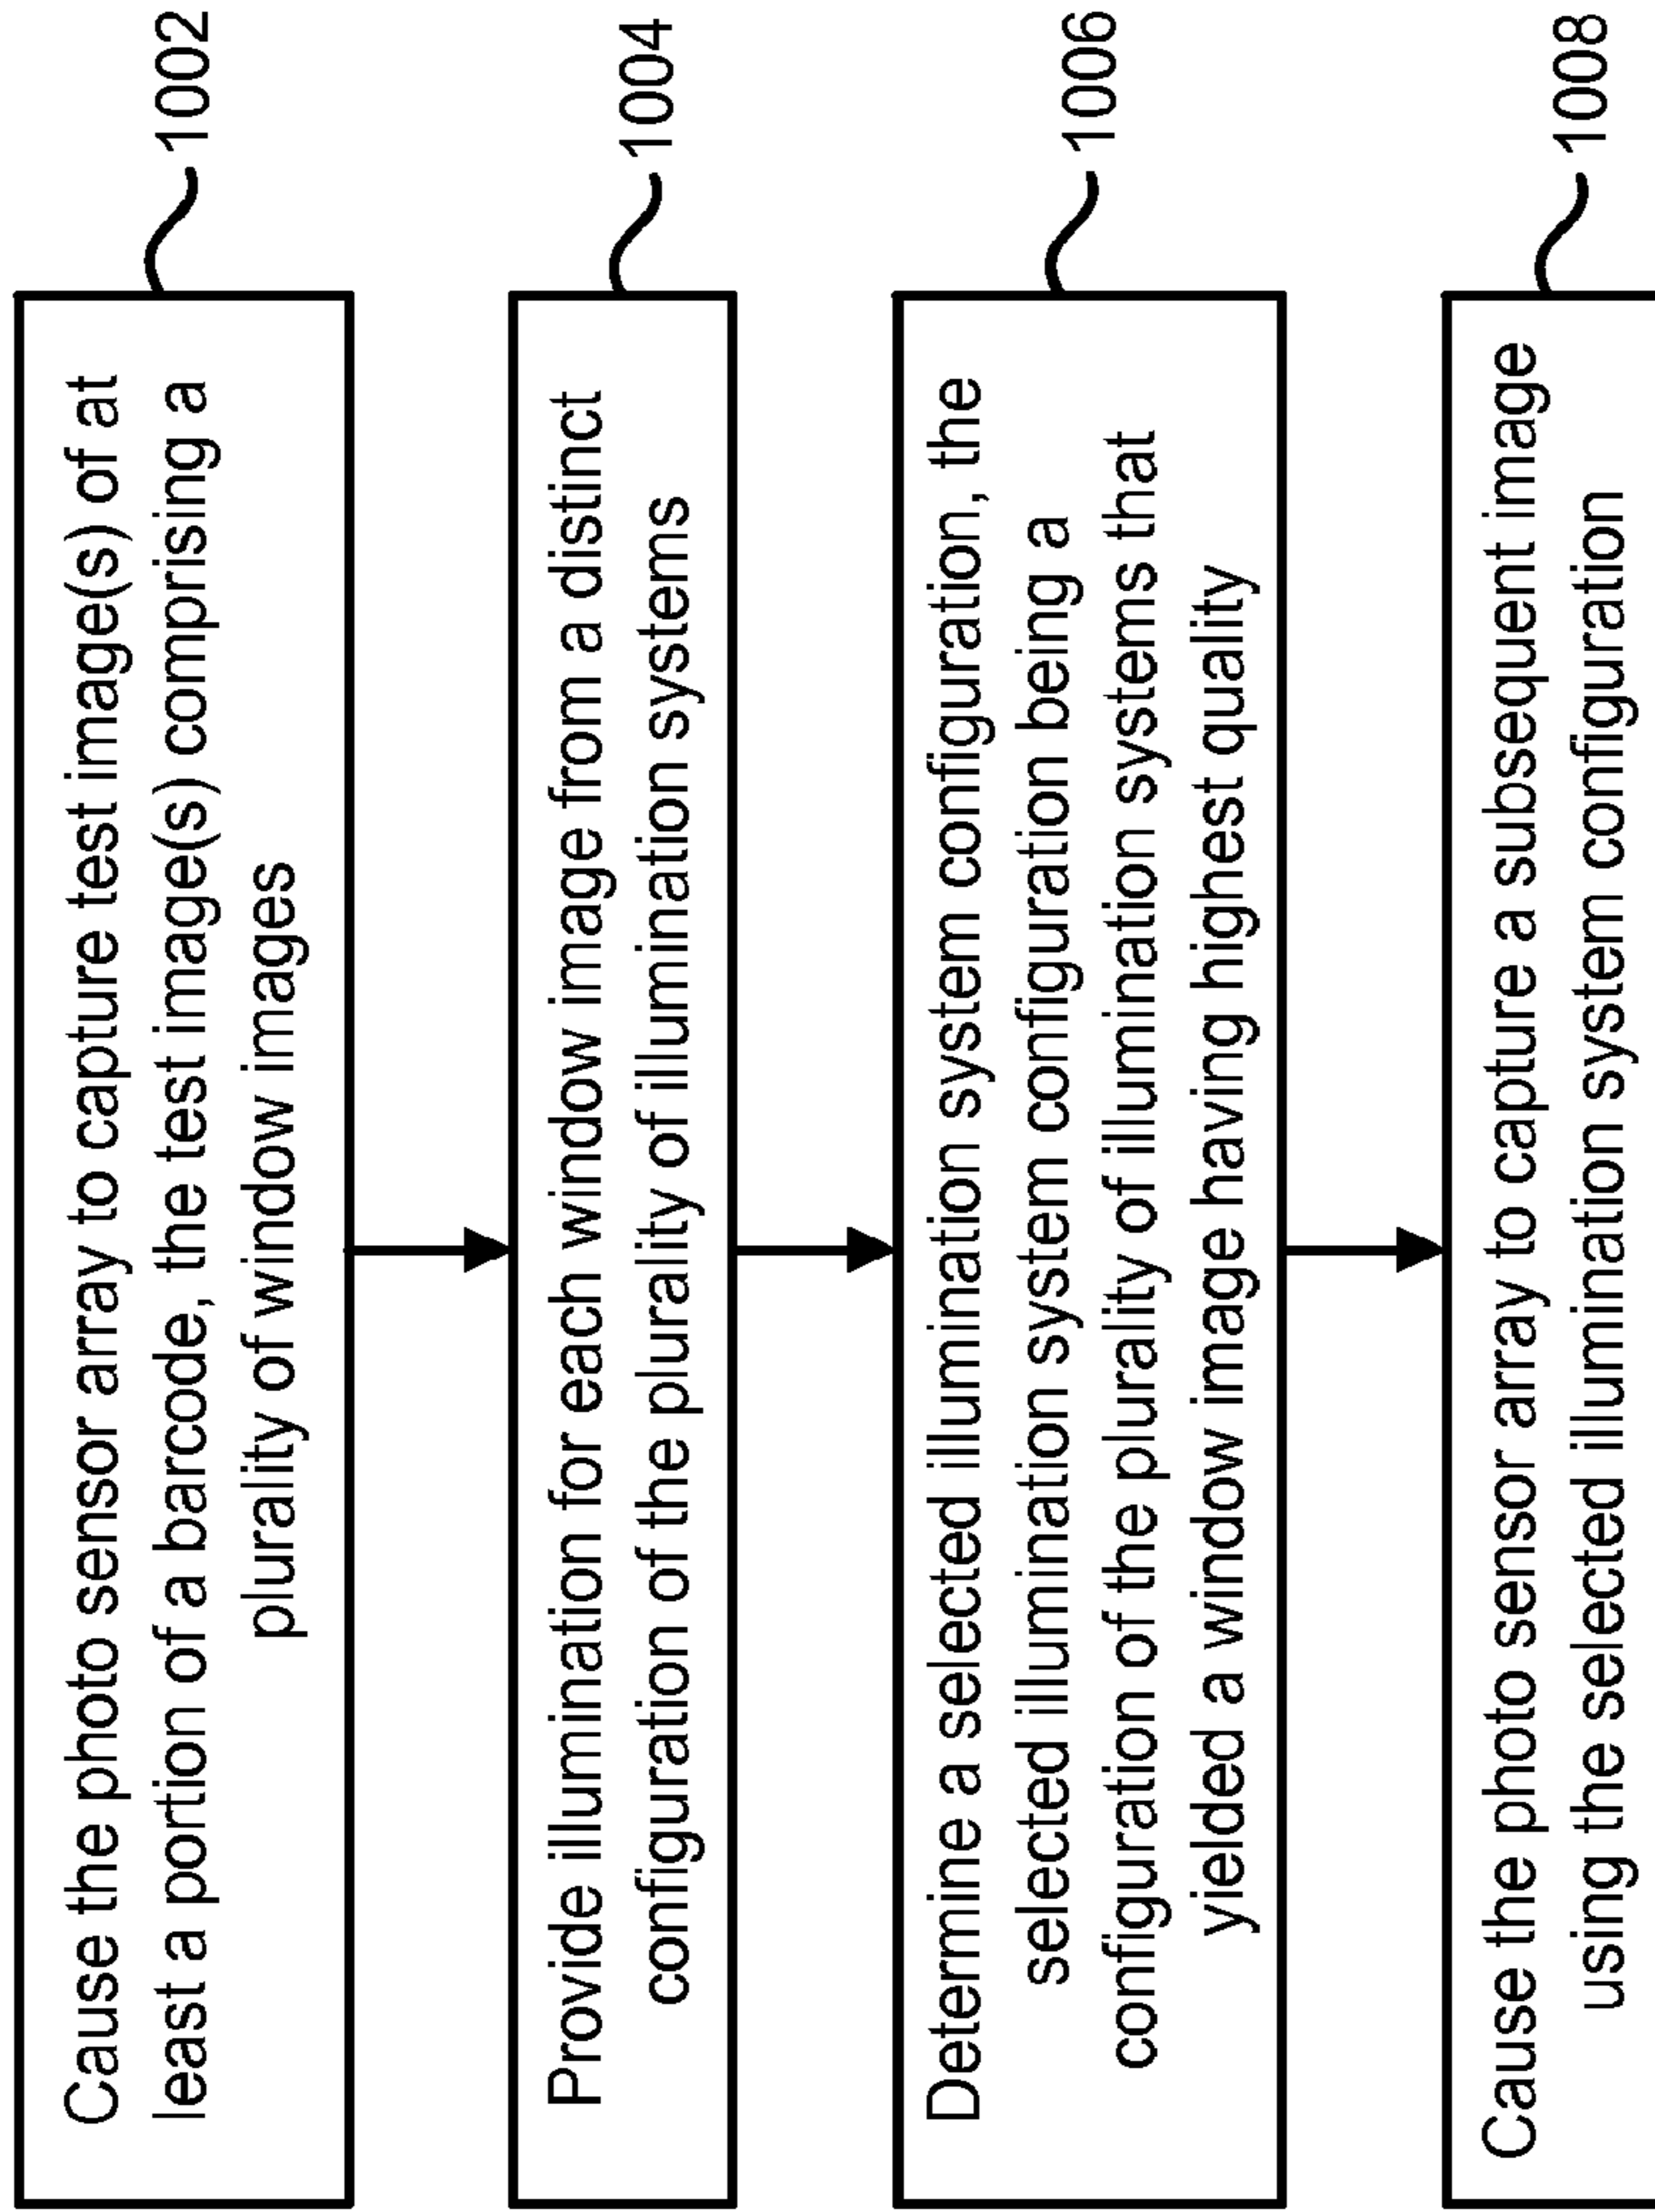 Cause the photo sensor array to capture test image(s) of at
least a portion of a barcode, the test image(s) comprising a
plurality of window images
1002
Provide illumination for each window image from a distinct
configuration of the plurality of illumination systems
1004
Determine a selected illumination system configuration, the
selected illumination system configuration being a
configuration of the plurality of illumination systems that
yielded a window image having highest quality
1006
Cause the photo sensor array to capture a subsequent image
using the selected illumination system configuration
1008